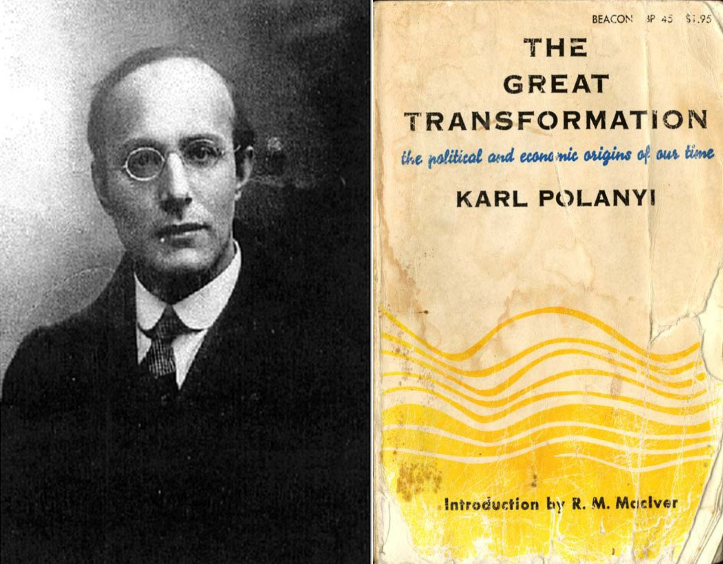 BEACON BP 45 $1.95
THE
GREAT
TRANSFORMATION
the political and economic origins of our time
KARL POLANYI
Introduction by R. M. MacIver